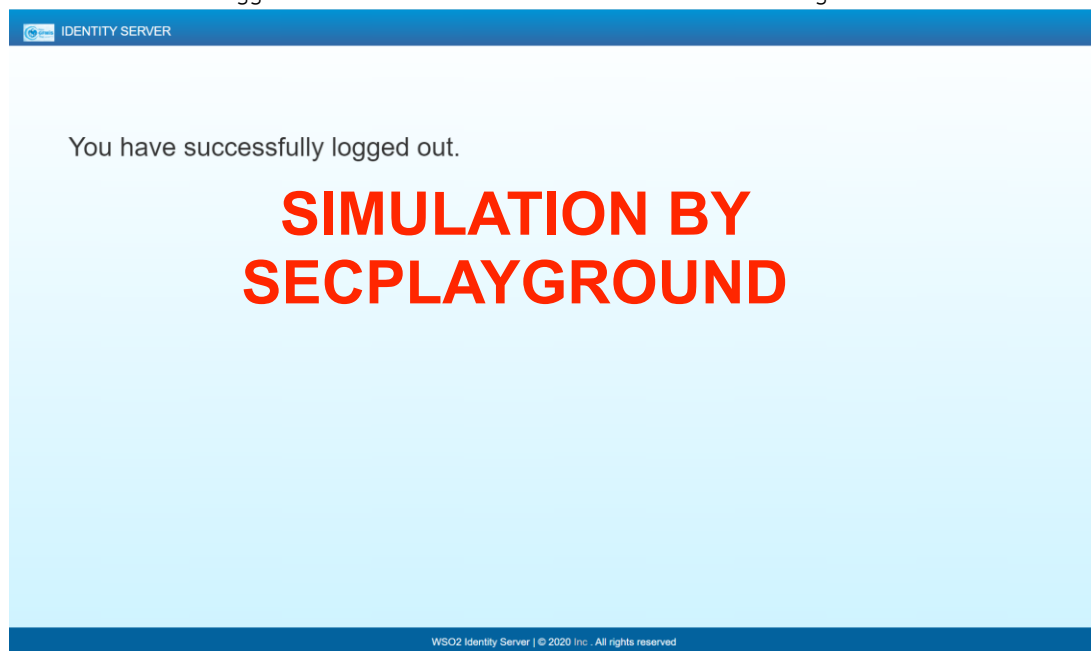 IDENTITY SERVER
You have successfully logged out.
SIMULATION BY
SECPLAYGROUND
WSO2 Identity Server | © 2020 Inc . All rights reserved